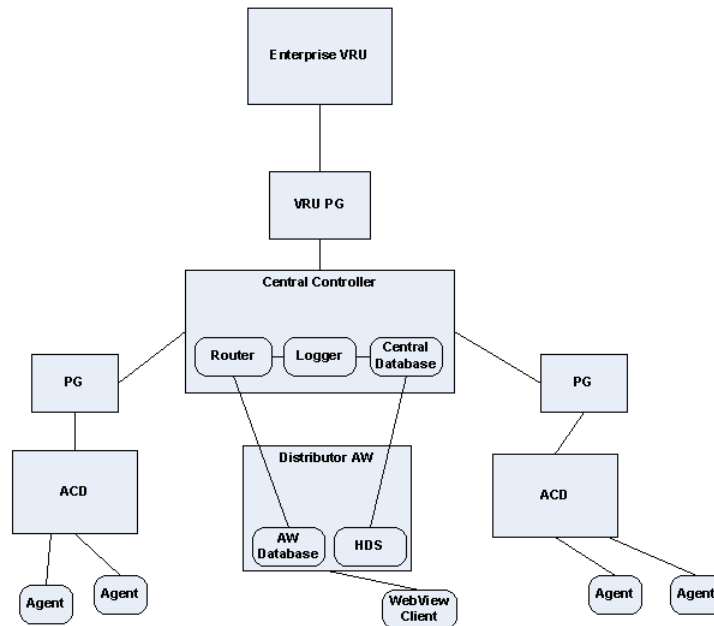 Enterprise VRU
VRU PG
Central Controller
Router
Logger
Central
Database
PG
PG
Distributor AW
ACD
ACD
AW
Database
HDS
Agent
Agent
WebView
Client
Agent
Agent